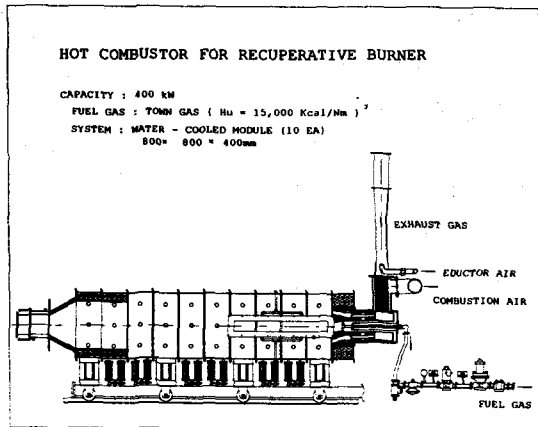 HOT COMBUSTOR FOR RECUPERATIVE BURNER
CAPACITY : 400 kW
FUEL GAS : TOWN GAS ( Hu = 15,000 Kcal/Nm ) 3
SYSTEM : WATER - COOLED MODULE (10 EA)
800× 800 × 400mm
EXHAUST GAS
EDUCTOR AIR
COMBUSTION AIR
FUEL GAS